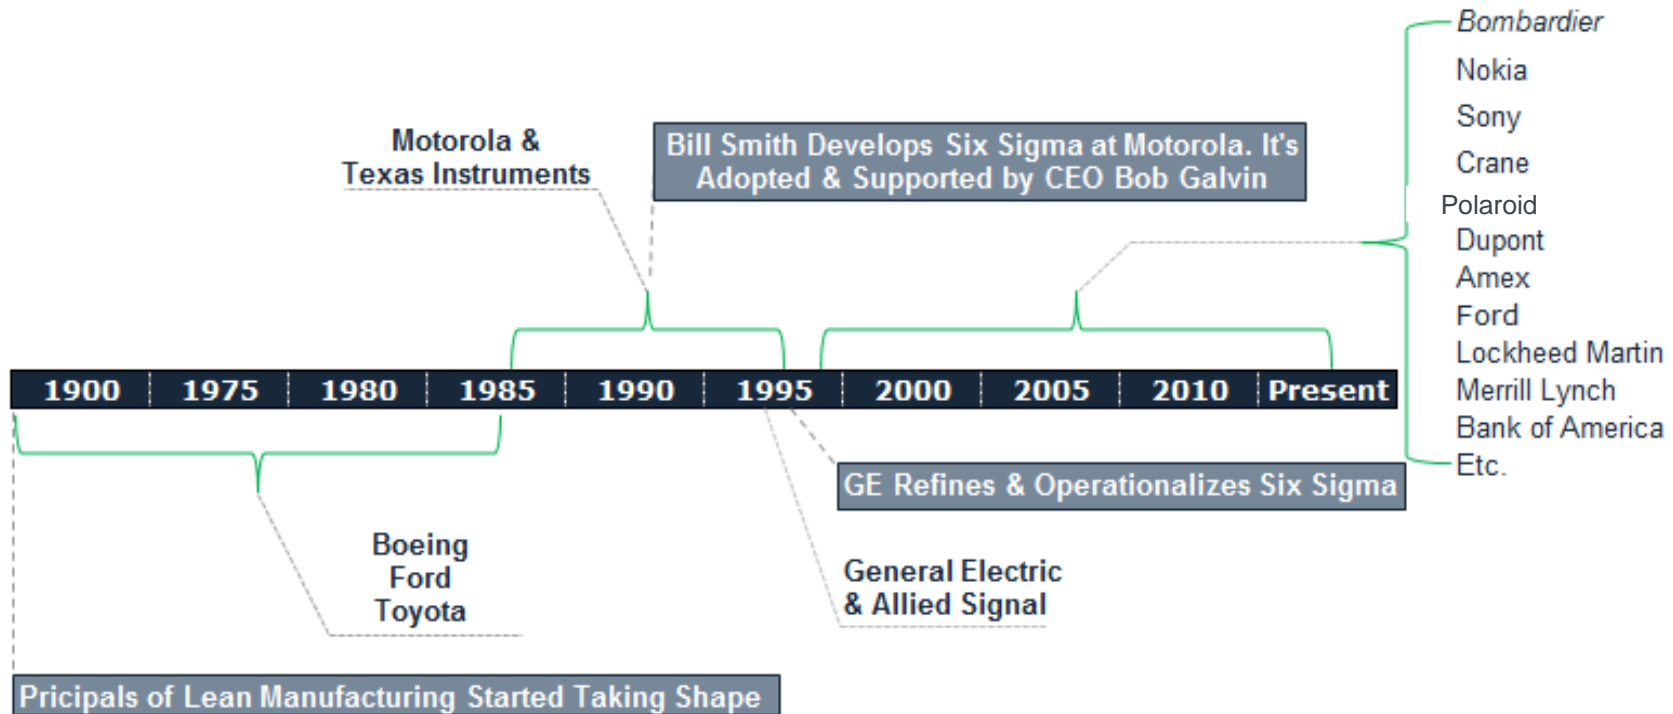 Bombardier
Nokia
Sony
Crane
Polaroid
Dupont
Amex
Ford
Lockheed Martin
Merrill Lynch
Bank of America
Etc.
Motorola &
Texas Instruments
Bill Smith Develops Six Sigma at Motorola. It's
Adopted & Supported by CEO Bob Galvin
1900 1975 1980 1985 1990 1995 2000 2005 2010 Present
GE Refines & Operationalizes Six Sigma
Boeing
Ford
Toyota
General Electric
& Allied Signal
Pricipals of Lean Manufacturing Started Taking Shape